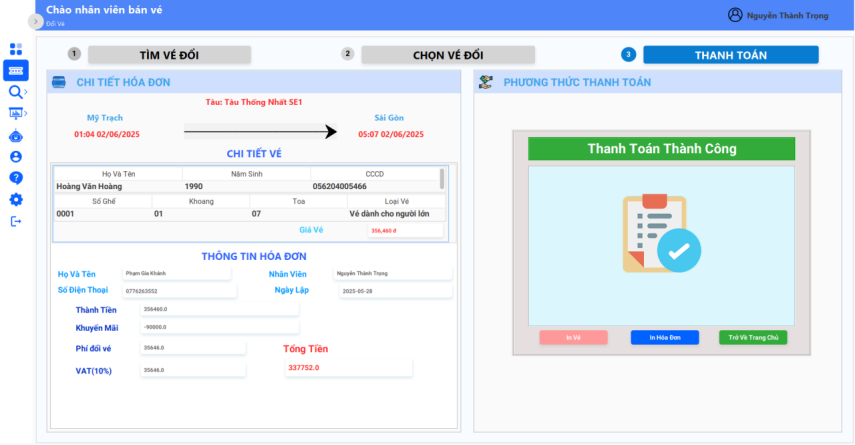 Chào nhân viên bán vé
Đổi Vé
Nguyễn Thành Trọng
1 TÌM VÉ ĐỔI
2 CHỌN VÉ ĐỔI
3 THANH TOÁN
CHI TIẾT HÓA ĐƠN
Tàu: Tàu Thống Nhất SE1
Mỹ Trạch Sài Gòn
01:04 02/06/2025 05:07 02/06/2025
CHI TIẾT VÉ
Họ Và Tên Năm Sinh CCCD
Hoàng Văn Hoàng 1990 056204005466
Số Ghế Khoang Toa Loại Vé
0001 01 07 Vé dành cho người lớn
Giá Vé 356,460 đ
THÔNG TIN HÓA ĐƠN
Họ Và Tên Phạm Gia Khánh Nhân Viên Nguyễn Thành Trọng
Số Điện Thoại 0776263552 Ngày Lập 2025-05-28
Thành Tiền 356460.0
Khuyến Mãi -90000.0
Phí đổi vé 35646.0 Tổng Tiền
VAT(10%) 35646.0 337752.0
PHƯƠNG THỨC THANH TOÁN
Thanh Toán Thành Công
In Vé In Hóa Đơn Trở Về Trang Chủ